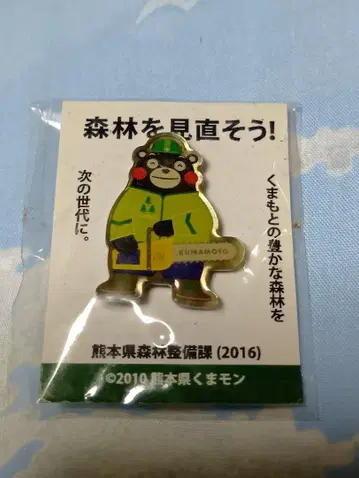 森林を見直そう!
くまもとの豊かな森林を
次の世代に。
KUMAMOTO
熊本県森林整備課(2016)
©2010 熊本県くまモン